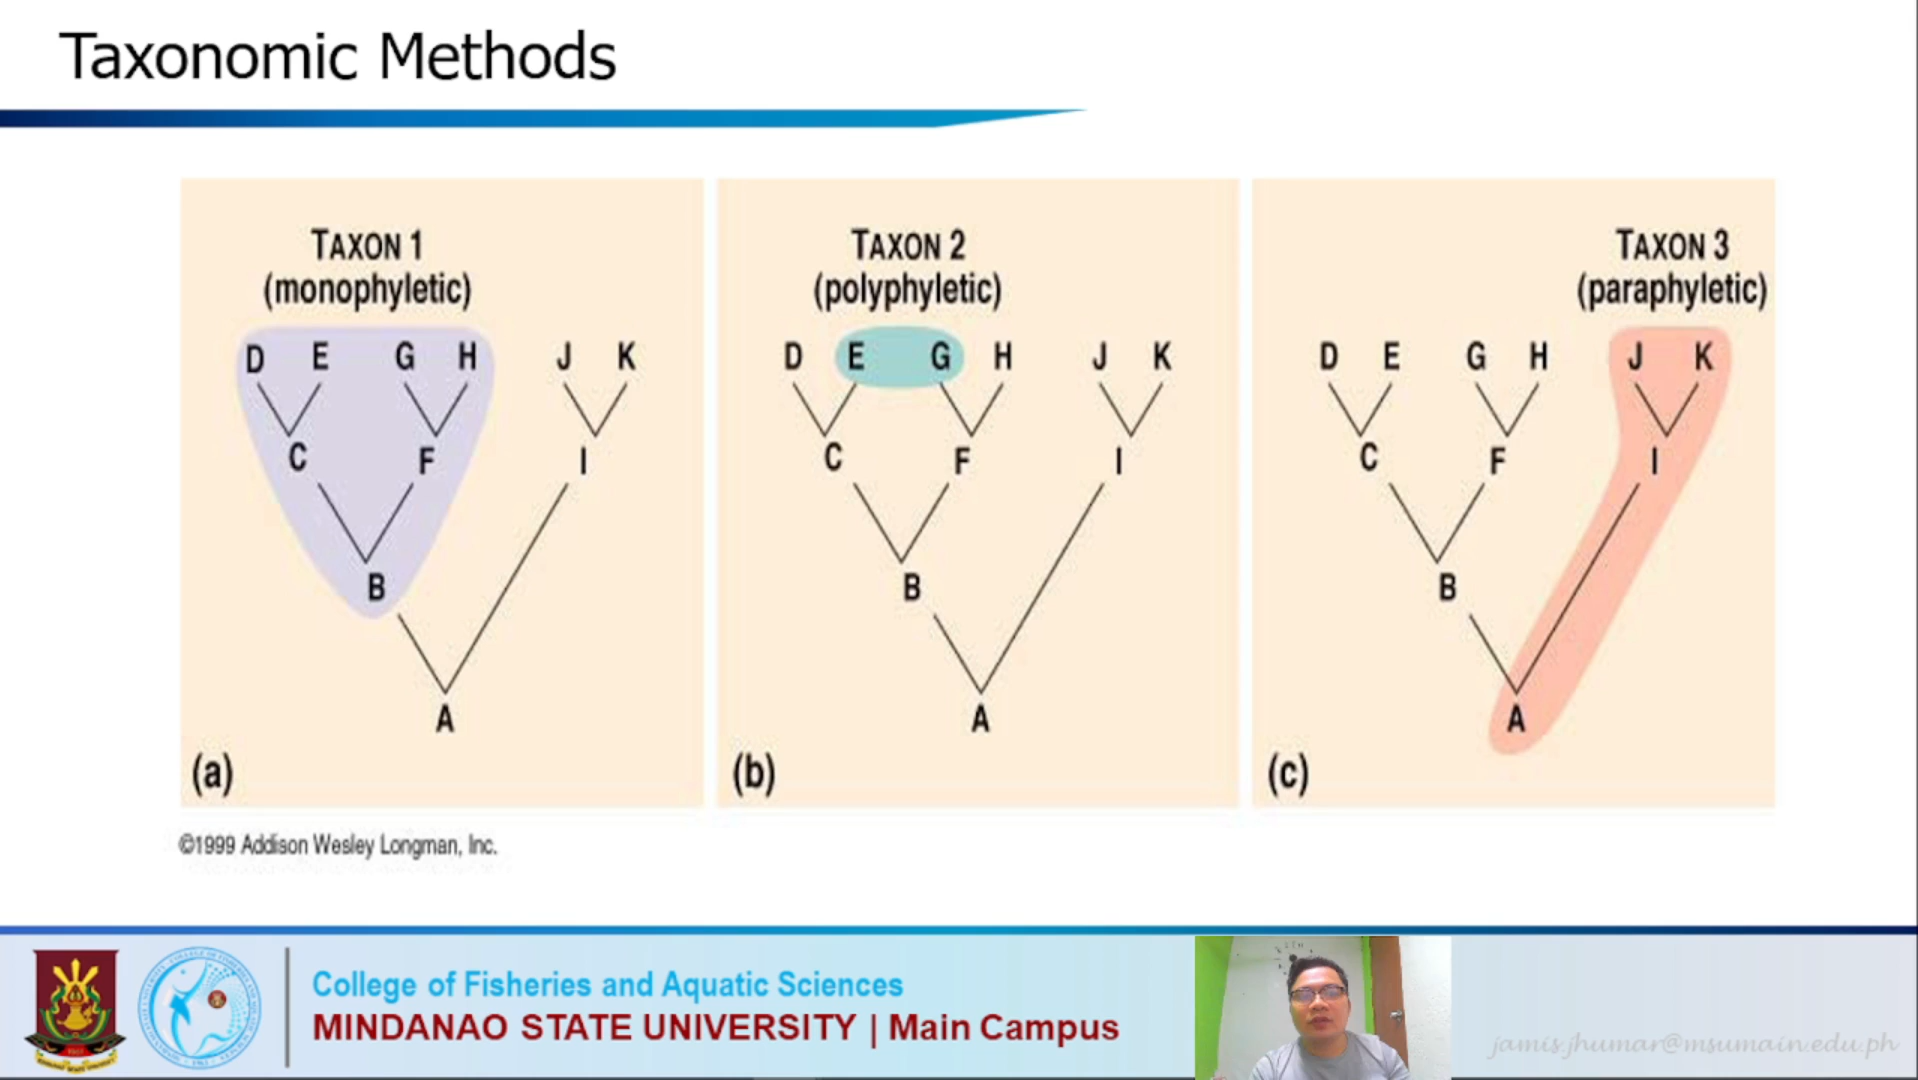 Taxonomic Methods
TAXON 1
(monophyletic)
D E G H J K
C F I
B
A
(a)
TAXON 2
(polyphyletic)
D E G H J K
C F I
B
A
(b)
TAXON 3
(paraphyletic)
D E G H J K
C F I
B
A
(c)
©1999 Addison Wesley Longman, Inc.
College of Fisheries and Aquatic Sciences
MINDANAO STATE UNIVERSITY | Main Campus
jamis.jhumar@msumain.edu.ph